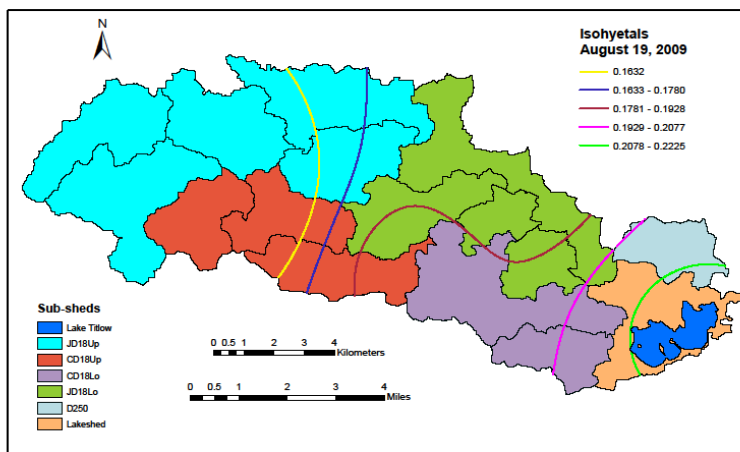 N
Isohyetals
August 19, 2009
0.1632
0.1633 - 0.1780
0.1781 - 0.1928
0.1929 - 0.2077
0.2078 - 0.2225
Sub-sheds
Lake Titlow
JD18Up
CD18Up
CD18Lo
JD18Lo
D250
Lakeshed
0 0.5 1 2 3 4
Kilometers
0 0.5 1 2 3 4
Miles